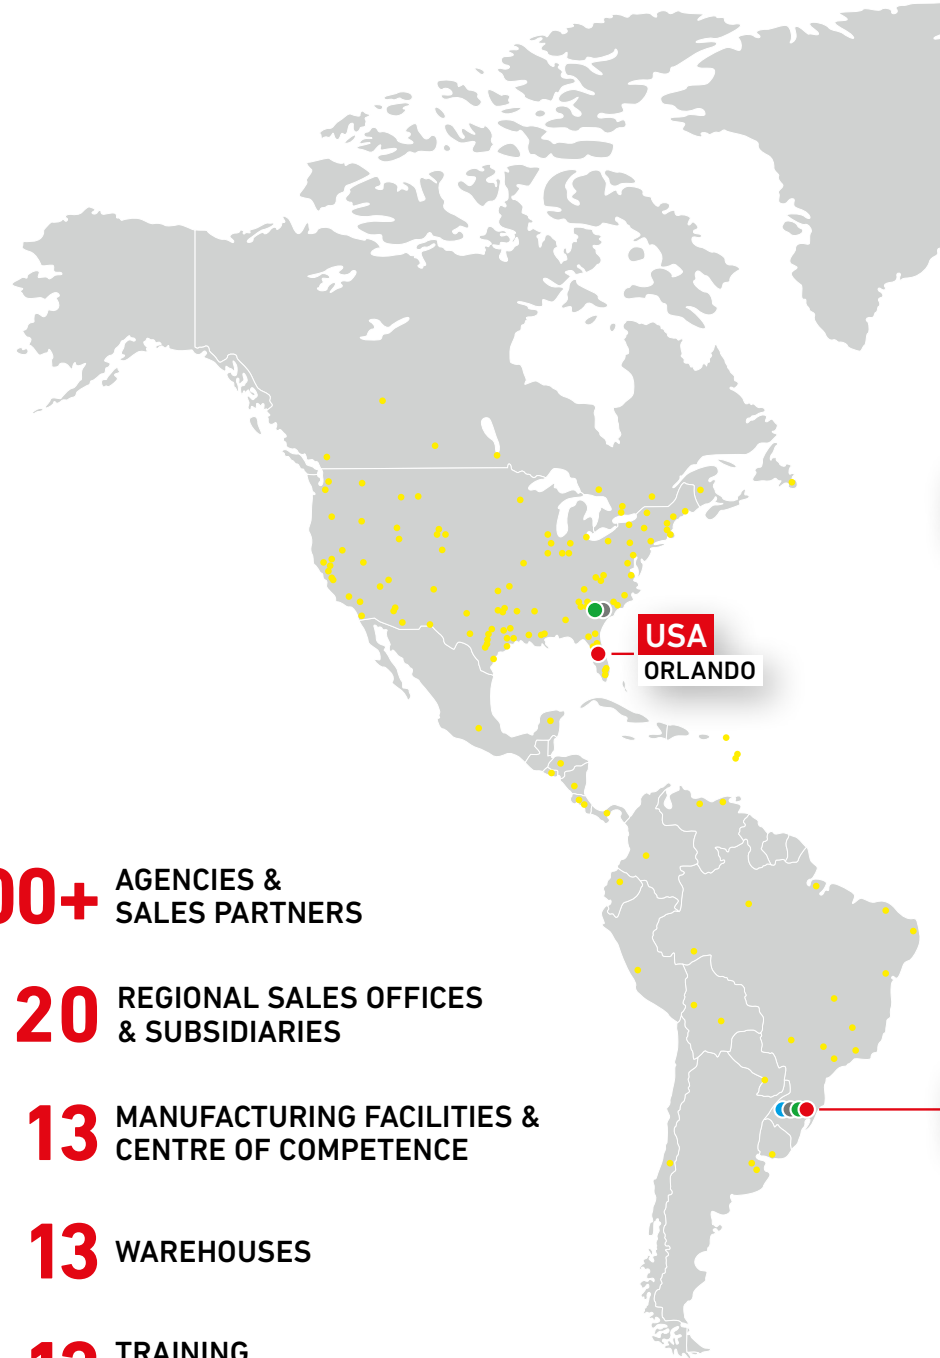 USA
ORLANDO
00+ AGENCIES &
SALES PARTNERS
20 REGIONAL SALES OFFICES
& SUBSIDIARIES
13 MANUFACTURING FACILITIES &
CENTRE OF COMPETENCE
13 WAREHOUSES
TRAINING